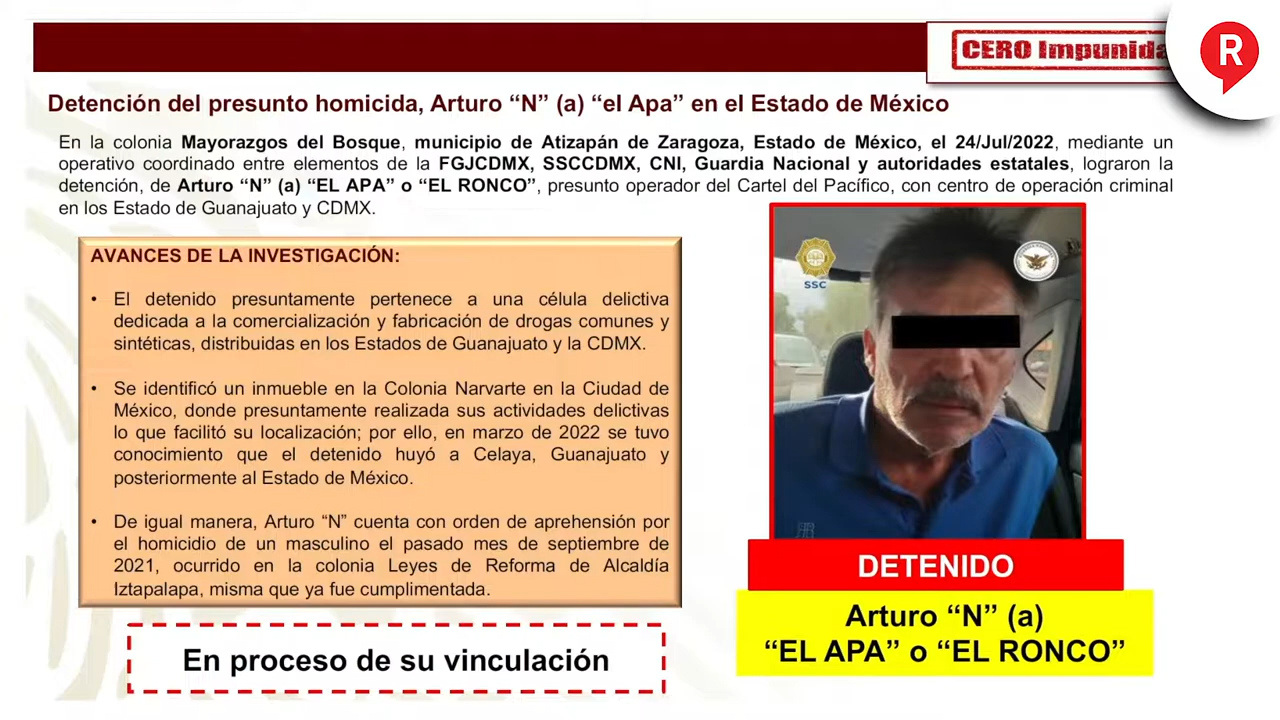 CERO Impunida
R
Detención del presunto homicida, Arturo “N” (a) “el Apa” en el Estado de México
En la colonia Mayorazgos del Bosque, municipio de Atizapán de Zaragoza, Estado de México, el 24/Jul/2022, mediante un
operativo coordinado entre elementos de la FGJCDMX, SSCCDMX, CNI, Guardia Nacional y autoridades estatales, lograron la
detención, de Arturo “N” (a) “EL APA” o “EL RONCO”, presunto operador del Cartel del Pacífico, con centro de operación criminal
en los Estado de Guanajuato y CDMX.
AVANCES DE LA INVESTIGACIÓN:
• El detenido presuntamente pertenece a una célula delictiva
dedicada a la comercialización y fabricación de drogas comunes y
sintéticas, distribuidas en los Estados de Guanajuato y la CDMX.
• Se identificó un inmueble en la Colonia Narvarte en la Ciudad de
México, donde presuntamente realizada sus actividades delictivas
lo que facilitó su localización; por ello, en marzo de 2022 se tuvo
conocimiento que el detenido huyó a Celaya, Guanajuato y
posteriormente al Estado de México.
• De igual manera, Arturo “N” cuenta con orden de aprehensión por
el homicidio de un masculino el pasado mes de septiembre de
2021, ocurrido en la colonia Leyes de Reforma de Alcaldía
Iztapalapa, misma que ya fue cumplimentada.
En proceso de su vinculación
SSC
DETENIDO
Arturo “N” (a)
“EL APA” o “EL RONCO”